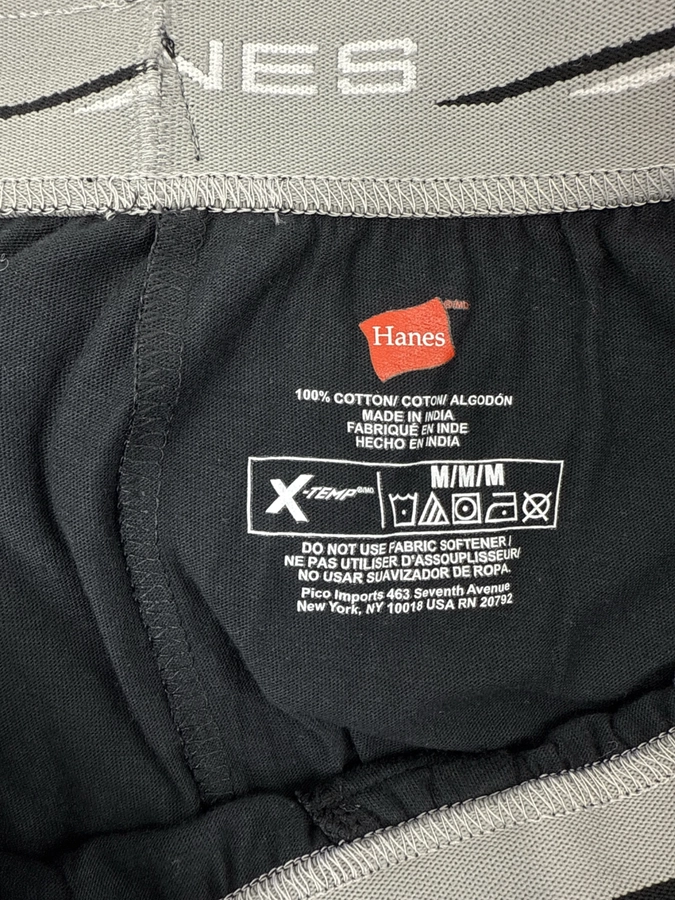 NES
Hanes
100% COTTON/ COTON/ ALGODÓN
MADE IN INDIA
FABRIQUÉ EN INDE
HECHO EN INDIA
X-TEMP
M/M/M
DO NOT USE FABRIC SOFTENER /
NE PAS UTILISER D'ASSOUPLISSEUR/
NO USAR SUAVIZADOR DE ROPA.
Pico Imports 463 Seventh Avenue
New York, NY 10018 USA RN 20792